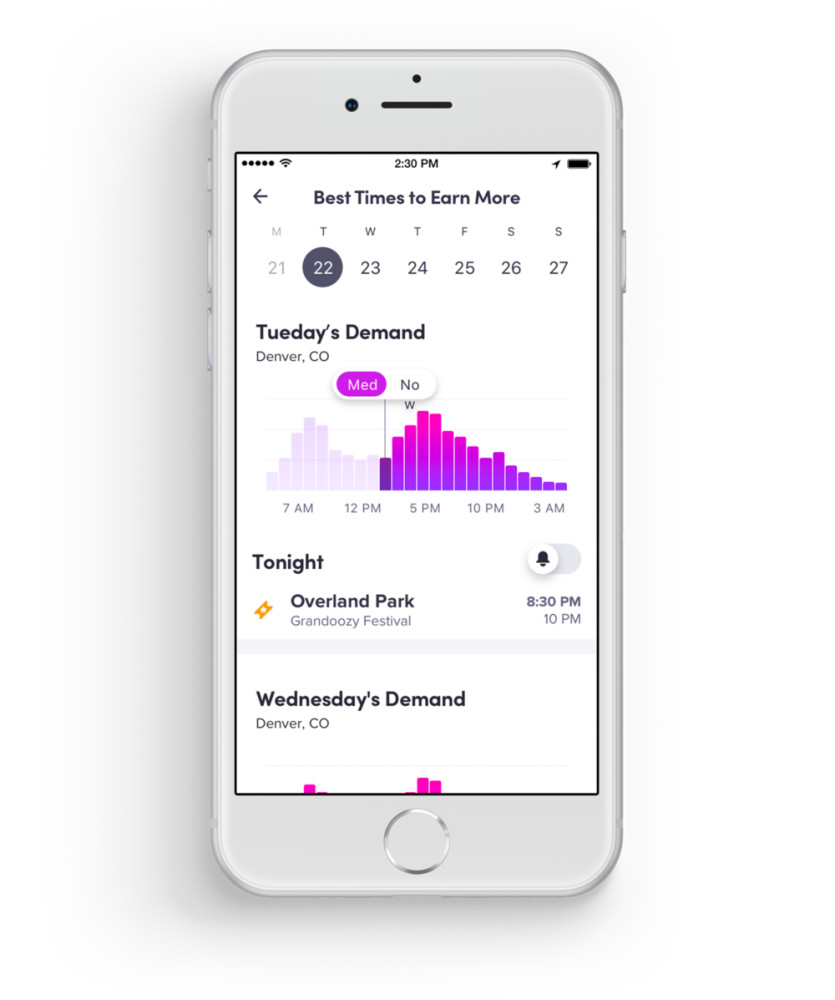 2:30 PM
Best Times to Earn More
M T W T F S S
21 22 23 24 25 26 27
Tueday’s Demand
Denver, CO
Med No
W
7 AM 12 PM 5 PM 10 PM 3 AM
Tonight
Overland Park 8:30 PM
Grandoozy Festival 10 PM
Wednesday's Demand
Denver, CO